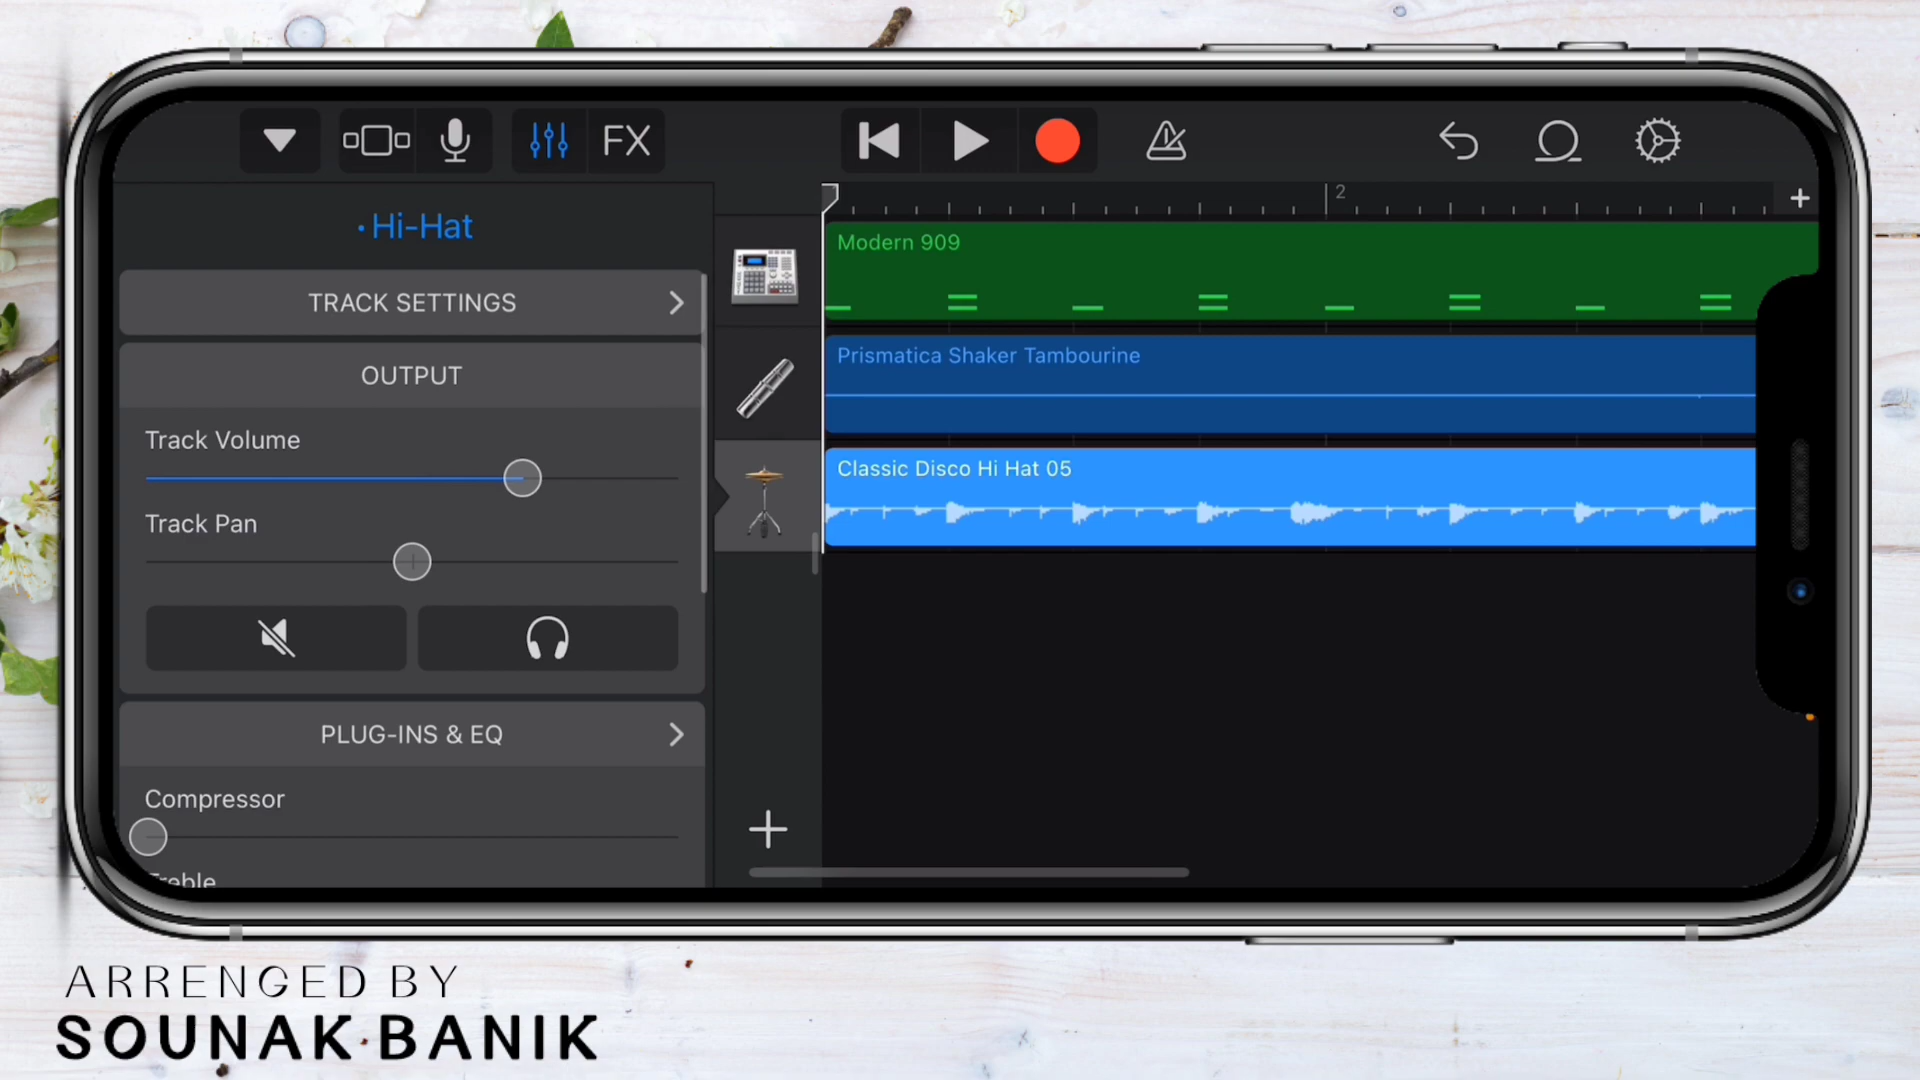 FX
• Hi-Hat
TRACK SETTINGS
OUTPUT
Track Volume
Track Pan
PLUG-INS & EQ
Compressor
Treble
2
Modern 909
Prismatica Shaker Tambourine
Classic Disco Hi Hat 05
ARRENGED BY
SOUNAK BANIK